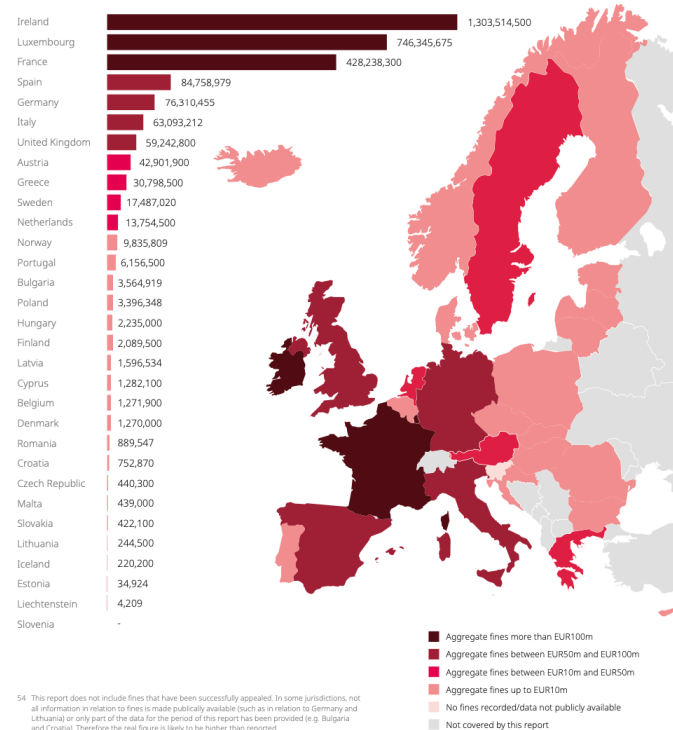 Ireland 1,303,514,500
Luxembourg 746,345,675
France 428,238,300
Spain 84,758,979
Germany 76,310,455
Italy 63,093,212
United Kingdom 59,242,800
Austria 42,901,900
Greece 30,798,500
Sweden 17,487,020
Netherlands 13,754,500
Norway 9,835,809
Portugal 6,156,500
Bulgaria 3,564,919
Poland 3,396,348
Hungary 2,235,000
Finland 2,089,500
Latvia 1,596,534
Cyprus 1,282,100
Belgium 1,271,900
Denmark 1,270,000
Romania 889,547
Croatia 752,870
Czech Republic 440,300
Malta 439,000
Slovakia 422,100
Lithuania 244,500
Iceland 220,200
Estonia 34,924
Liechtenstein 4,209
Slovenia -
Aggregate fines more than EUR100m
Aggregate fines between EUR50m and EUR100m
Aggregate fines between EUR10m and EUR50m
Aggregate fines up to EUR10m
No fines recorded/data not publicly available
Not covered by this report
54 This report does not include fines that have been successfully appealed. In some jurisdictions, not
all information in relation to fines is made publicly available (such as in relation to Germany and
Lithuania) or only part of the data for the period of this report has been provided (e.g. Bulgaria
and Croatia). Therefore the real figure is likely to be higher than reported.